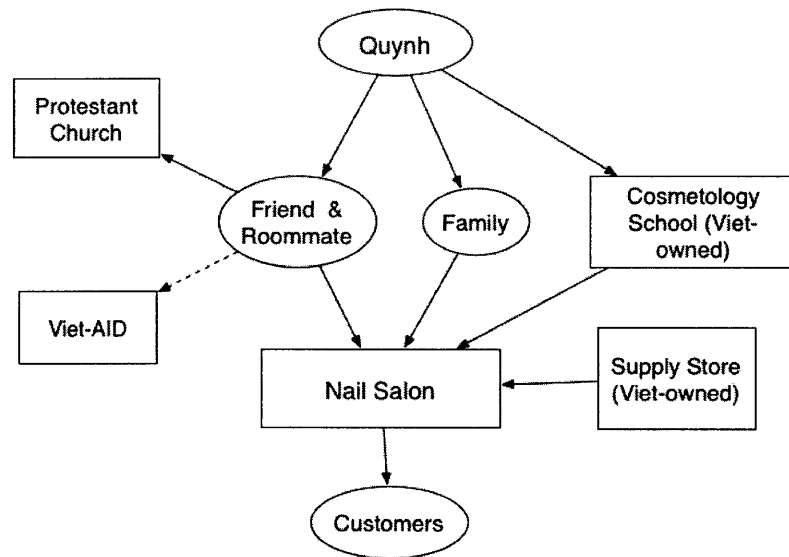 Quynh
Protestant
Church
Friend &
Roommate
Family
Cosmetology
School (Viet-
owned)
Viet-AID
Nail Salon
Supply Store
(Viet-owned)
Customers